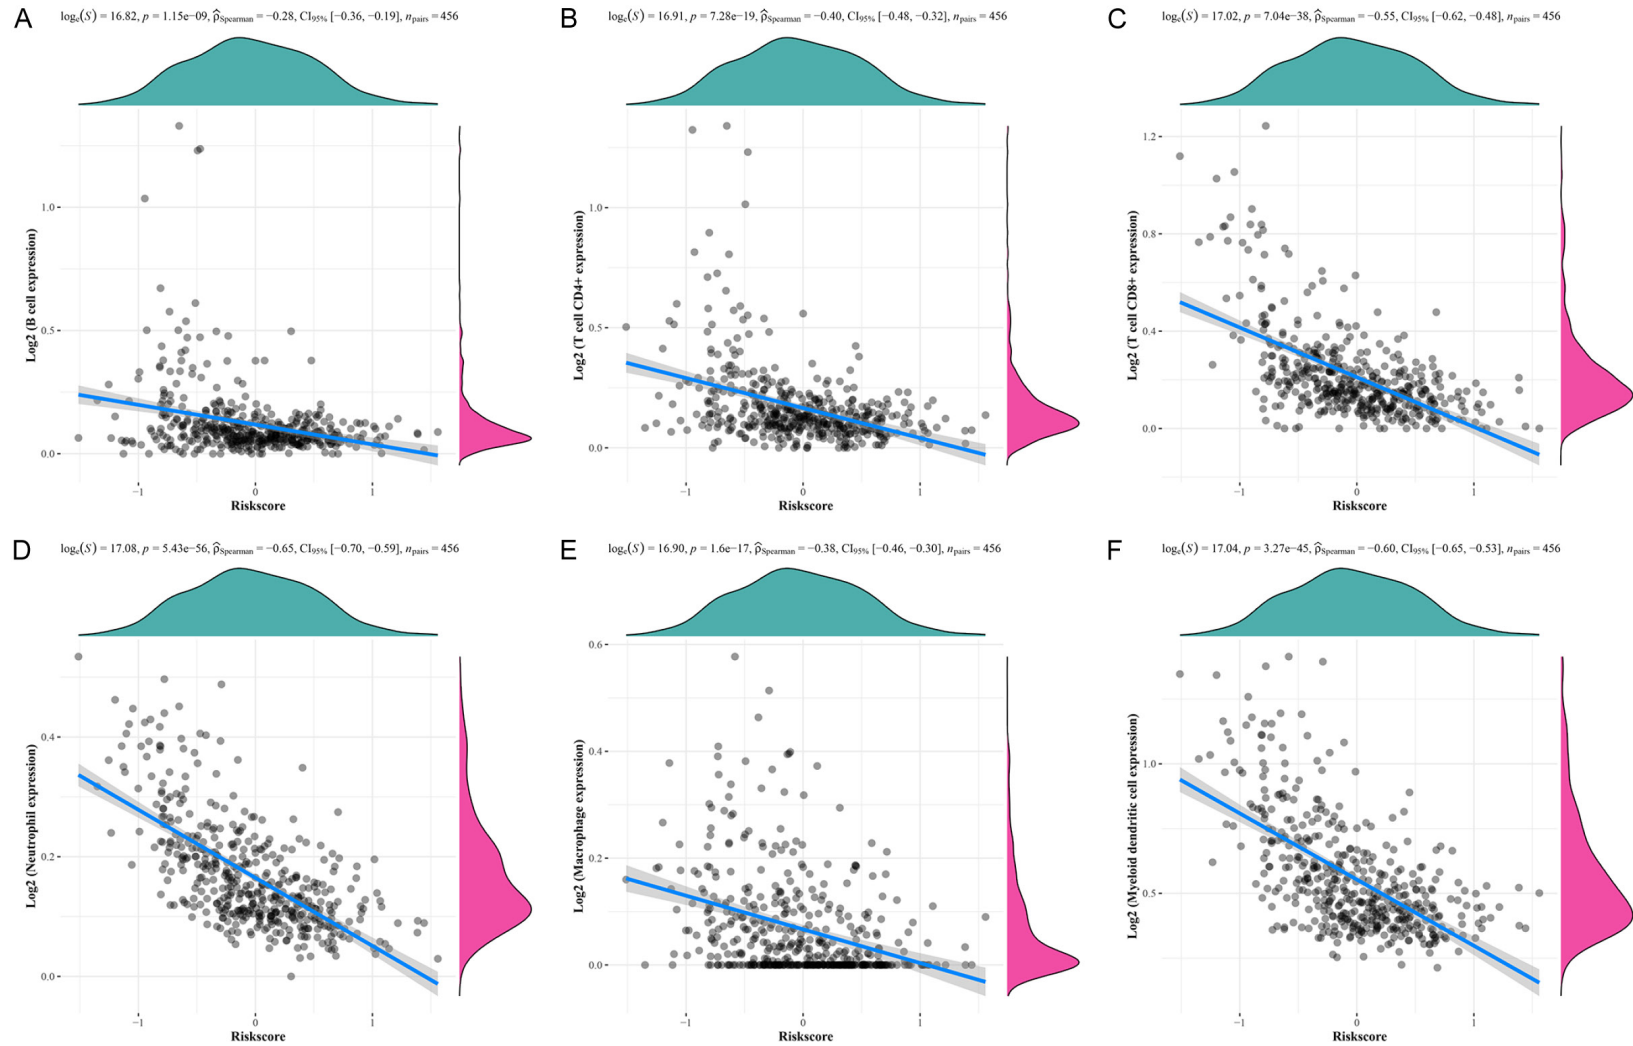 A
logₑ(S) = 16.82, p = 1.15e−09, ρ̂Spearman = −0.28, CI95% [−0.36, −0.19], npairs = 456
1.0
0.5
0.0
Log2 (B cell expression)
−1 0 1
Riskscore
B
logₑ(S) = 16.91, p = 7.28e−19, ρ̂Spearman = −0.40, CI95% [−0.48, −0.32], npairs = 456
1.0
0.5
0.0
Log2 (T cell CD4+ expression)
−1 0 1
Riskscore
C
logₑ(S) = 17.02, p = 7.04e−38, ρ̂Spearman = −0.55, CI95% [−0.62, −0.48], npairs = 456
1.2
0.8
0.4
0.0
Log2 (T cell CD8+ expression)
−1 0 1
Riskscore
D
logₑ(S) = 17.08, p = 5.43e−56, ρ̂Spearman = −0.65, CI95% [−0.70, −0.59], npairs = 456
0.4
0.2
0.0
Log2 (Neutrophil expression)
−1 0 1
Riskscore
E
logₑ(S) = 16.90, p = 1.6e−17, ρ̂Spearman = −0.38, CI95% [−0.46, −0.30], npairs = 456
0.6
0.4
0.2
0.0
Log2 (Macrophage expression)
−1 0 1
Riskscore
F
logₑ(S) = 17.04, p = 3.27e−45, ρ̂Spearman = −0.60, CI95% [−0.65, −0.53], npairs = 456
1.0
0.5
Log2 (Myeloid dendritic cell expression)
−1 0 1
Riskscore